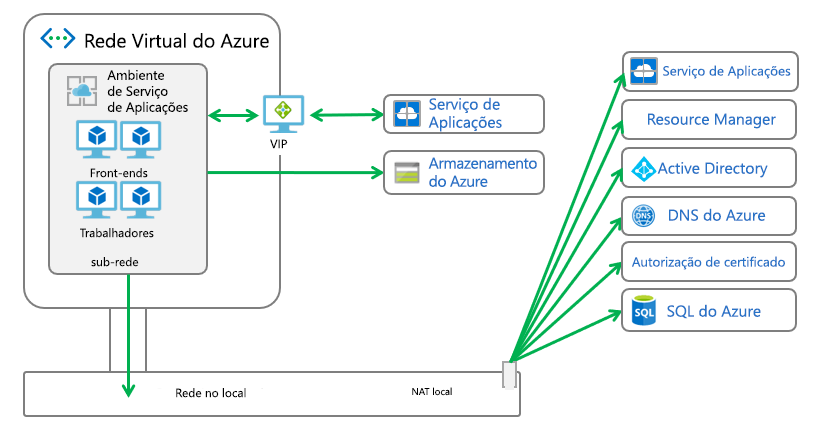 Rede Virtual do Azure
Ambiente
de Serviço
de Aplicações
Front-ends
Trabalhadores
sub-rede
VIP
Serviço de
Aplicações
Armazenamento
do Azure
Serviço de Aplicações
Resource Manager
Active Directory
DNS
DNS do Azure
Autorização de certificado
SQL
SQL do Azure
Rede no local
NAT local